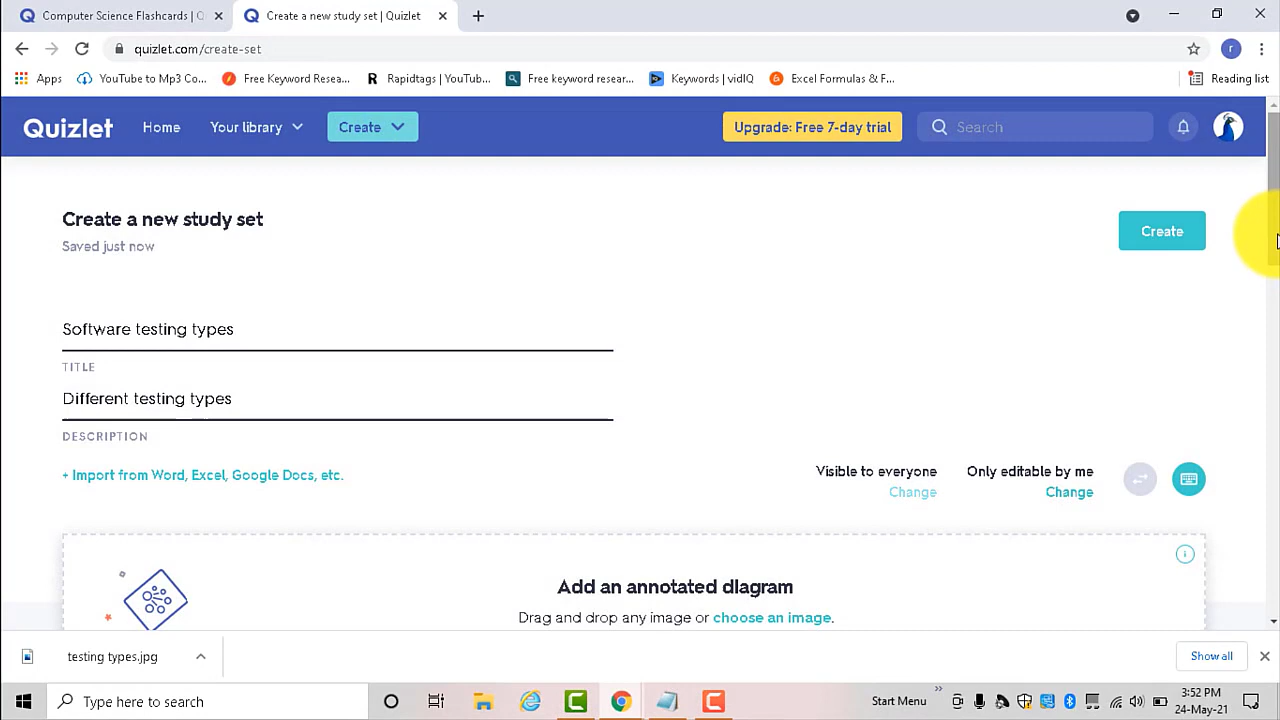 Computer Science Flashcards | Q
Create a new study set | Quizlet
quizlet.com/create-set
r
Apps
YouTube to Mp3 Co...
Free Keyword Resea...
R
Rapidtags | YouTub...
Free keyword resear...
Keywords | vidIQ
Excel Formulas & F...
Reading list
Quizlet
Home
Your library
Create
Upgrade: Free 7-day trial
Search
Create a new study set
Saved just now
Create
Software testing types
TITLE
Different testing types
DESCRIPTION
+ Import from Word, Excel, Google Docs, etc.
Visible to everyone
Change
Only editable by me
Change
Add an annotated diagram
Drag and drop any image or choose an image.
testing types.jpg
Show all
Type here to search
Start Menu
3:52 PM
24-May-21